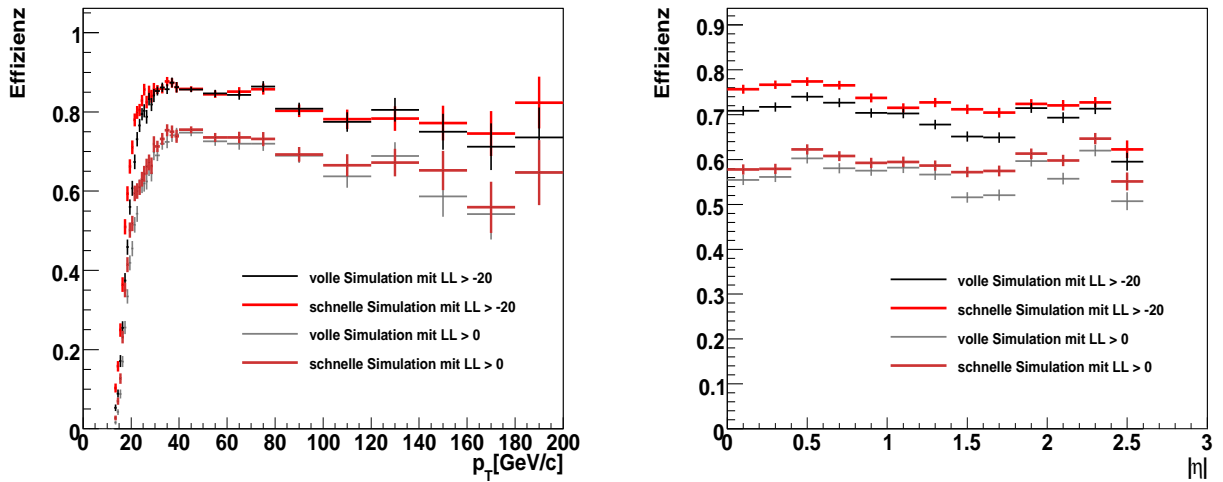 Effizienz
1
0.8
0.6
0.4
0.2
0
volle Simulation mit LL > -20
schnelle Simulation mit LL > -20
volle Simulation mit LL > 0
schnelle Simulation mit LL > 0
0 20 40 60 80 100 120 140 160 180 200
p_T[GeV/c]
Effizienz
0.9
0.8
0.7
0.6
0.5
0.4
0.3
0.2
0.1
0
volle Simulation mit LL > -20
schnelle Simulation mit LL > -20
volle Simulation mit LL > 0
schnelle Simulation mit LL > 0
0 0.5 1 1.5 2 2.5 3
|η|